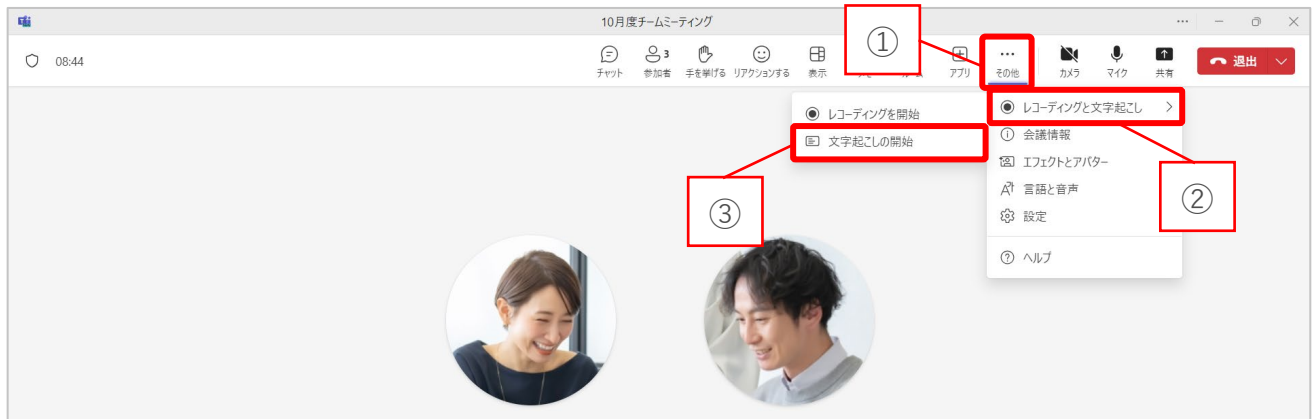 10月度チームミーティング
08:44
チャット
3
参加者
手を挙げる
リアクションする
表示
アプリ
その他
カメラ
マイク
共有
退出
①
レコーディングを開始
文字起こしの開始
レコーディングと文字起こし
会議情報
エフェクトとアバター
言語と音声
設定
ヘルプ
②
③